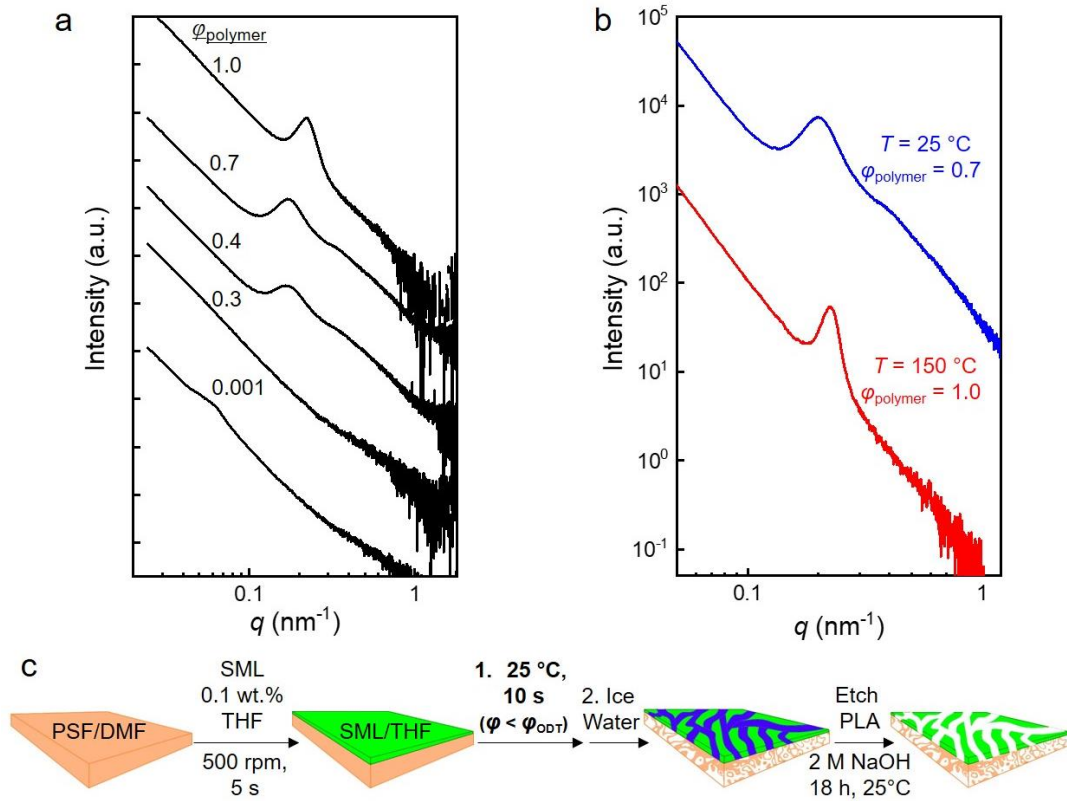 a
φpolymer
1.0
0.7
0.4
0.3
0.001
Intensity (a.u.)
0.1
1
q (nm⁻¹)
b
10⁵
10⁴
10³
10²
10¹
10⁰
10⁻¹
Intensity (a.u.)
T = 25 °C
φpolymer = 0.7
T = 150 °C
φpolymer = 1.0
0.1
1
q (nm⁻¹)
c
PSF/DMF
SML
0.1 wt.%
THF
500 rpm,
5 s
SML/THF
1. 25 °C,
10 s
(φ < φODT)
2. Ice
Water
Etch
PLA
2 M NaOH
18 h, 25°C